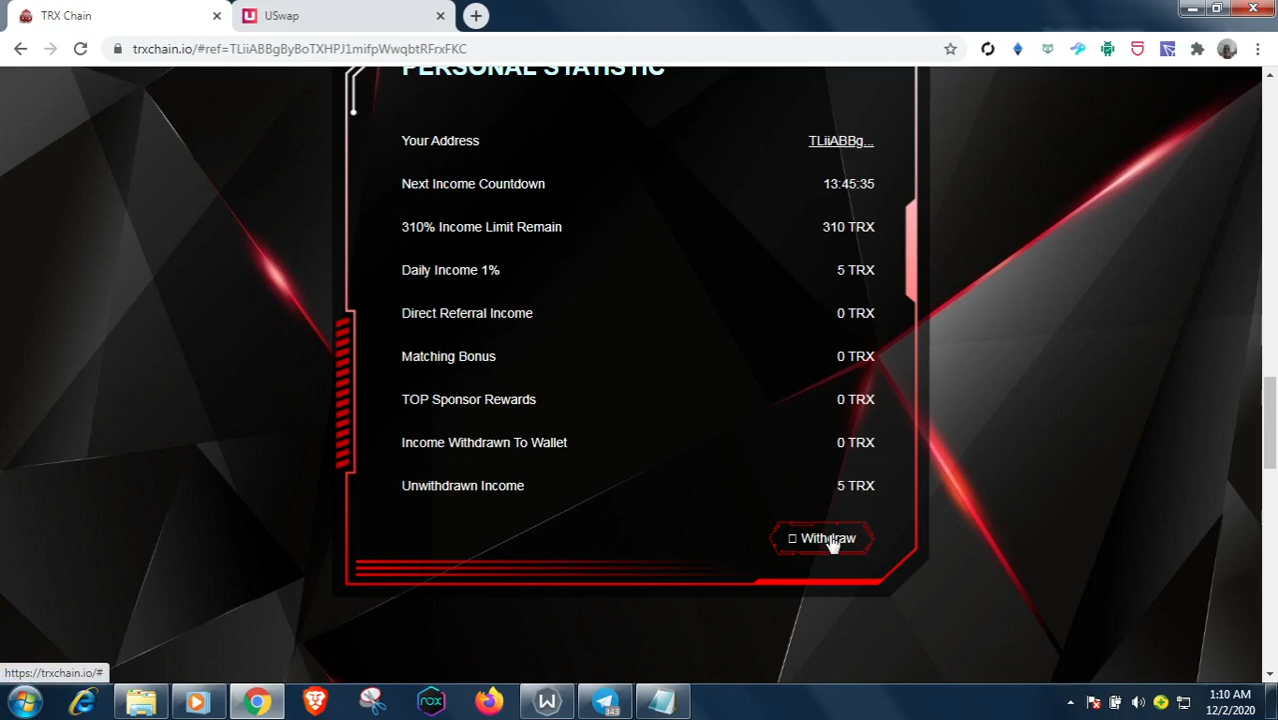 TRX Chain
USwap
trxchain.io/#ref=TLiiABBgByBoTXHPJ1mifpWwqbtRFrxFKC
PERSONAL STATISTIC
Your Address TLiiABBg...
Next Income Countdown 13:45:35
310% Income Limit Remain 310 TRX
Daily Income 1% 5 TRX
Direct Referral Income 0 TRX
Matching Bonus 0 TRX
TOP Sponsor Rewards 0 TRX
Income Withdrawn To Wallet 0 TRX
Unwithdrawn Income 5 TRX
Withdraw
https://trxchain.io/#
nox
W
343
1:10 AM
12/2/2020